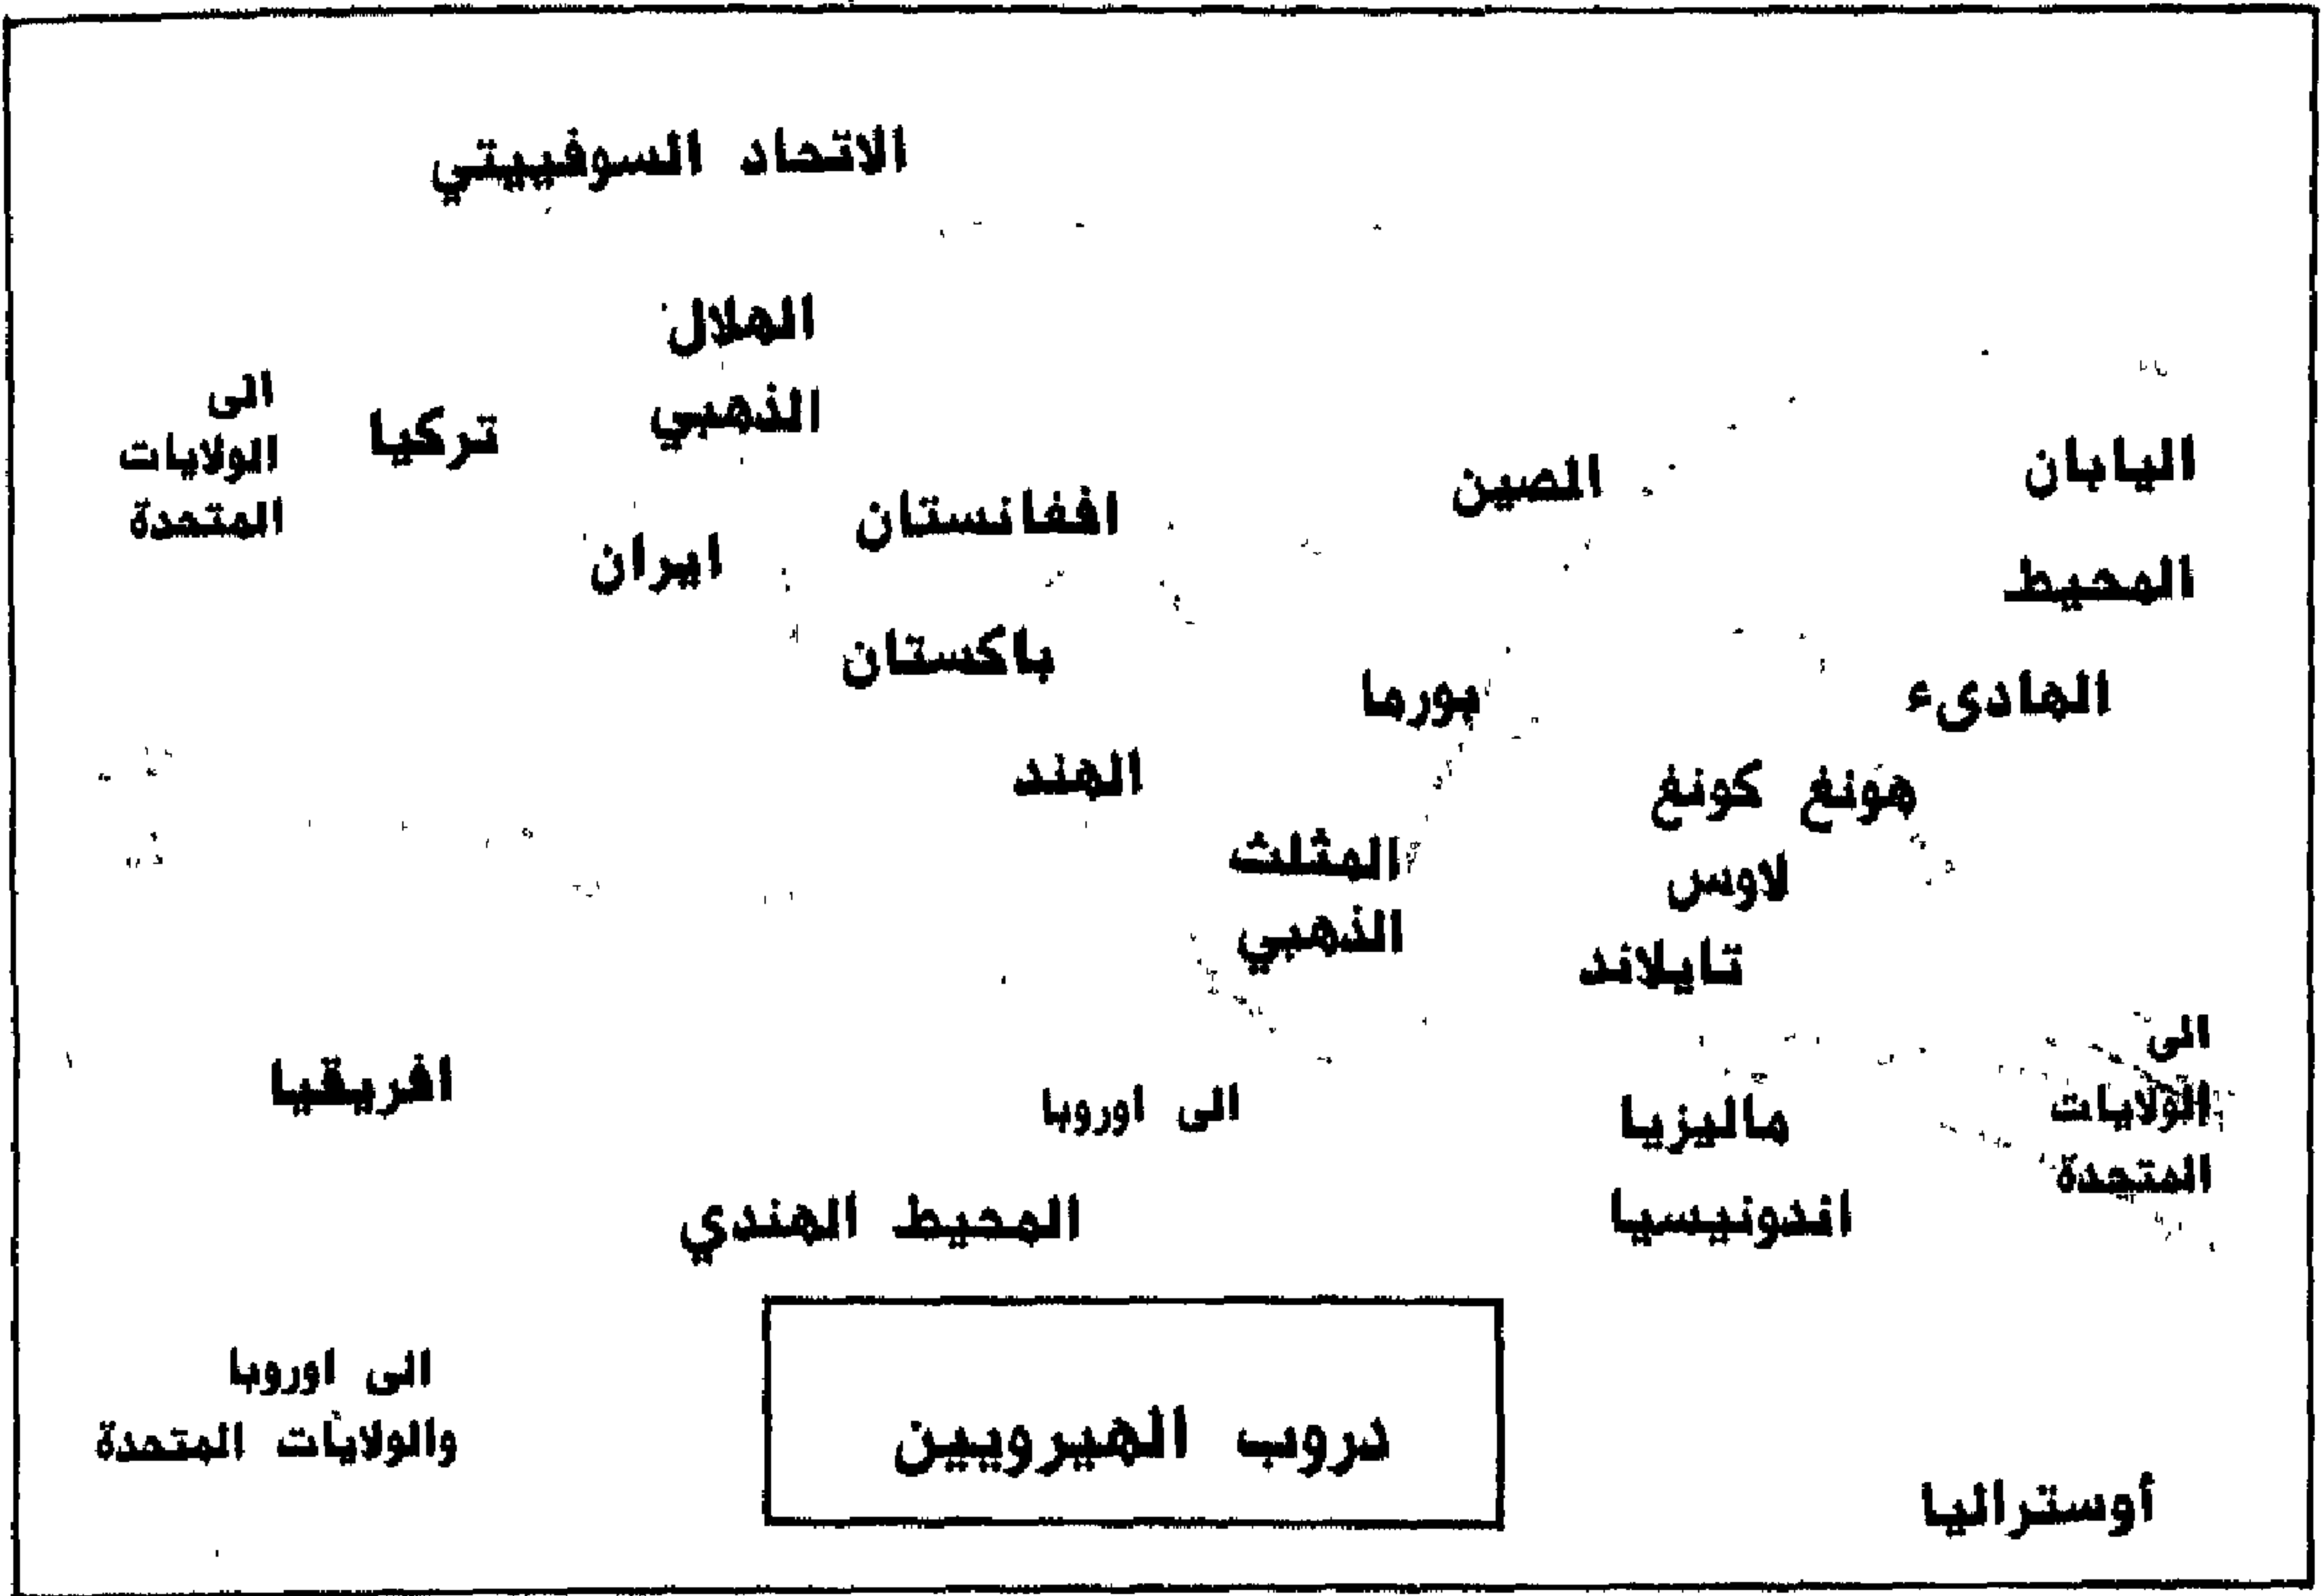 الاتحاد السوفييتي
الهلال
الذهبي
الى
الولايات
المتحدة
تركيا
افغانستان
ايران
باكستان
الصين
اليابان
المحيط
الهادىء
بورما
الهند
هونغ كونغ
لاوس
تايلاند
المثلث
الذهبي
الى
الولايات
المتحدة
افريقيا
الى اوروبا
ماليزيا
اندونيسيا
المحيط الهندي
الى اوروبا
والولايات المتحدة
دروب الهيرويين
أوستراليا